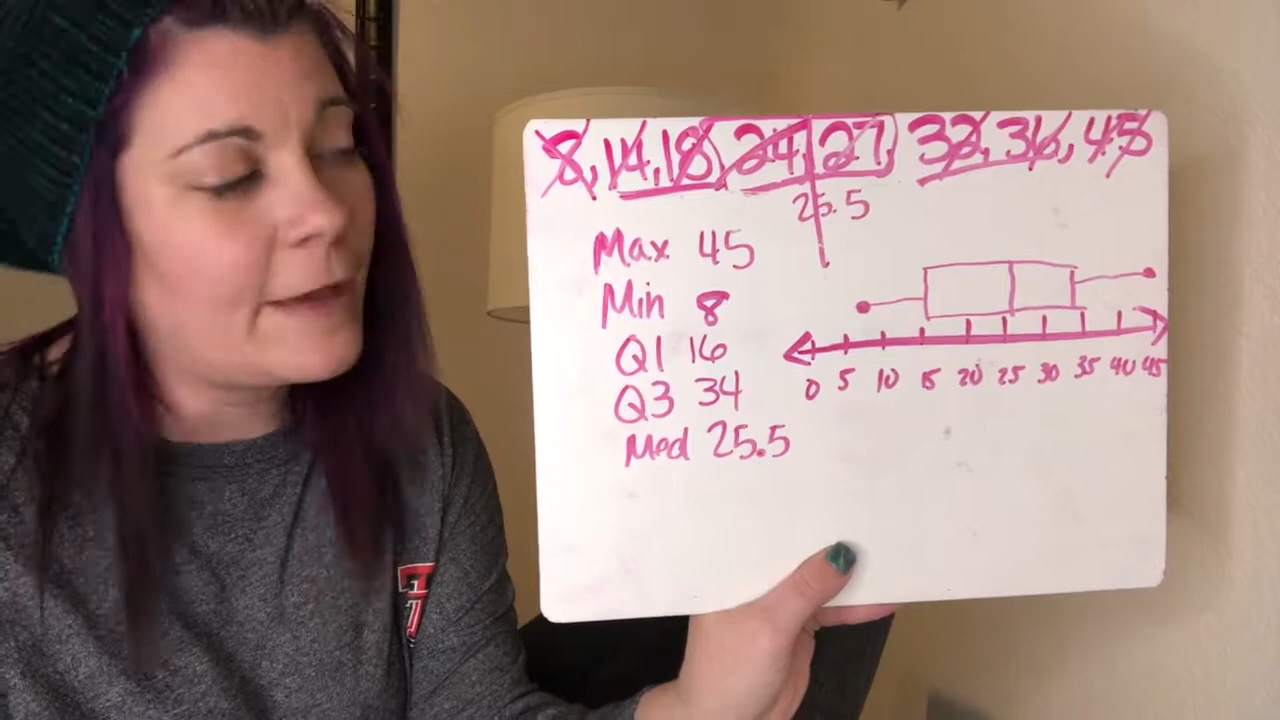 8, 14, 18, 24, 27, 32, 36, 45
25.5
Max 45
Min 8
Q1 16
Q3 34
Med 25.5
0 5 10 15 20 25 30 35 40 45
T